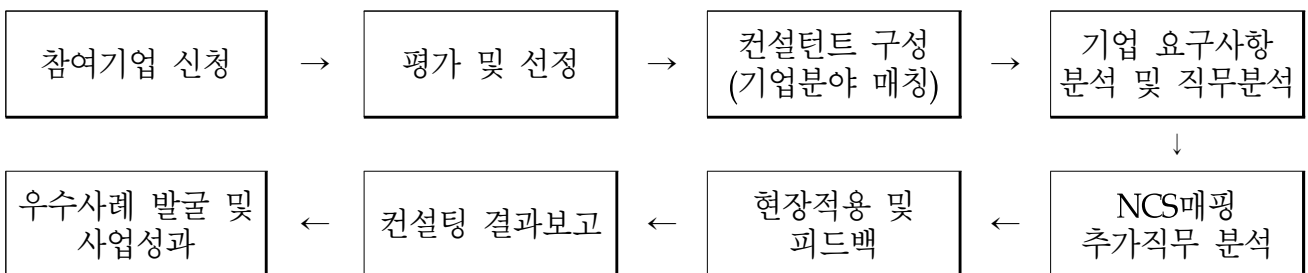 참여기업 신청
→
평가 및 선정
→
컨설턴트 구성
(기업분야 매칭)
→
기업 요구사항
분석 및 직무분석
↓
NCS매핑
추가직무 분석
←
현장적용 및
피드백
←
컨설팅 결과보고
←
우수사례 발굴 및
사업성과